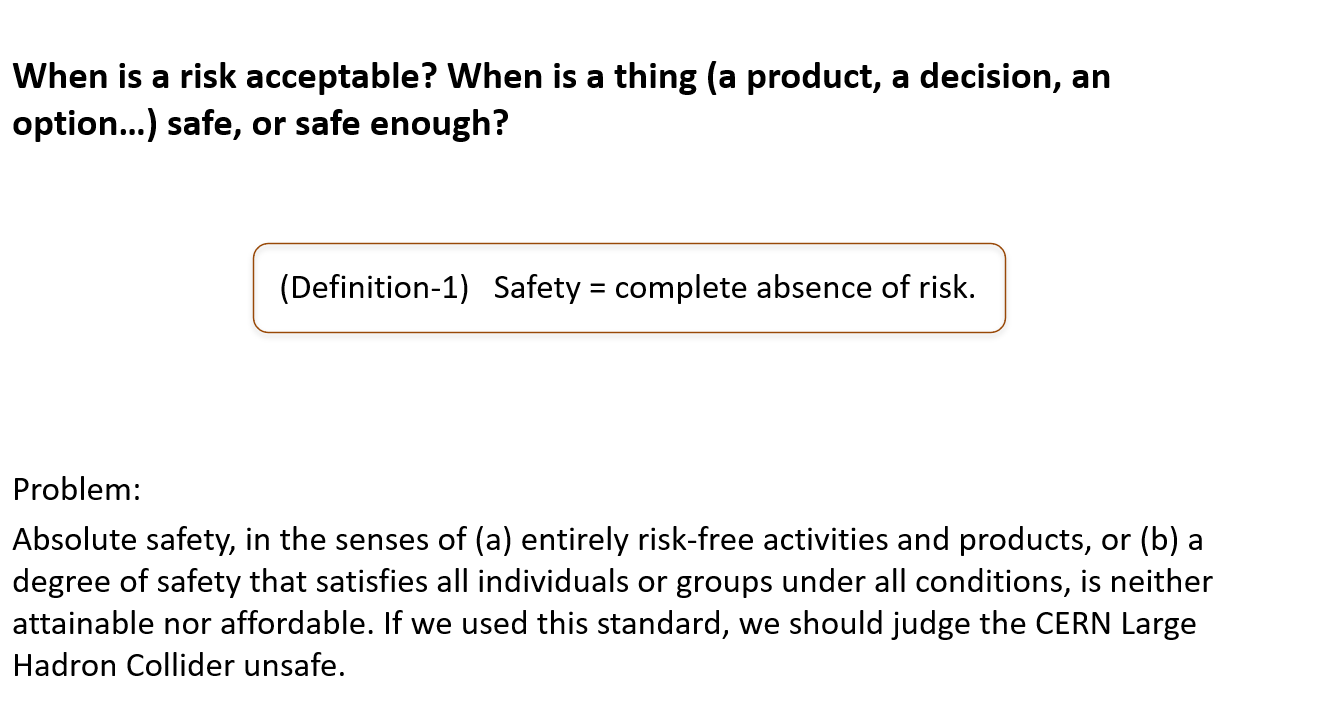 When is a risk acceptable? When is a thing (a product, a decision, an
option...) safe, or safe enough?
(Definition-1) Safety = complete absence of risk.
Problem:
Absolute safety, in the senses of (a) entirely risk-free activities and products, or (b) a
degree of safety that satisfies all individuals or groups under all conditions, is neither
attainable nor affordable. If we used this standard, we should judge the CERN Large
Hadron Collider unsafe.